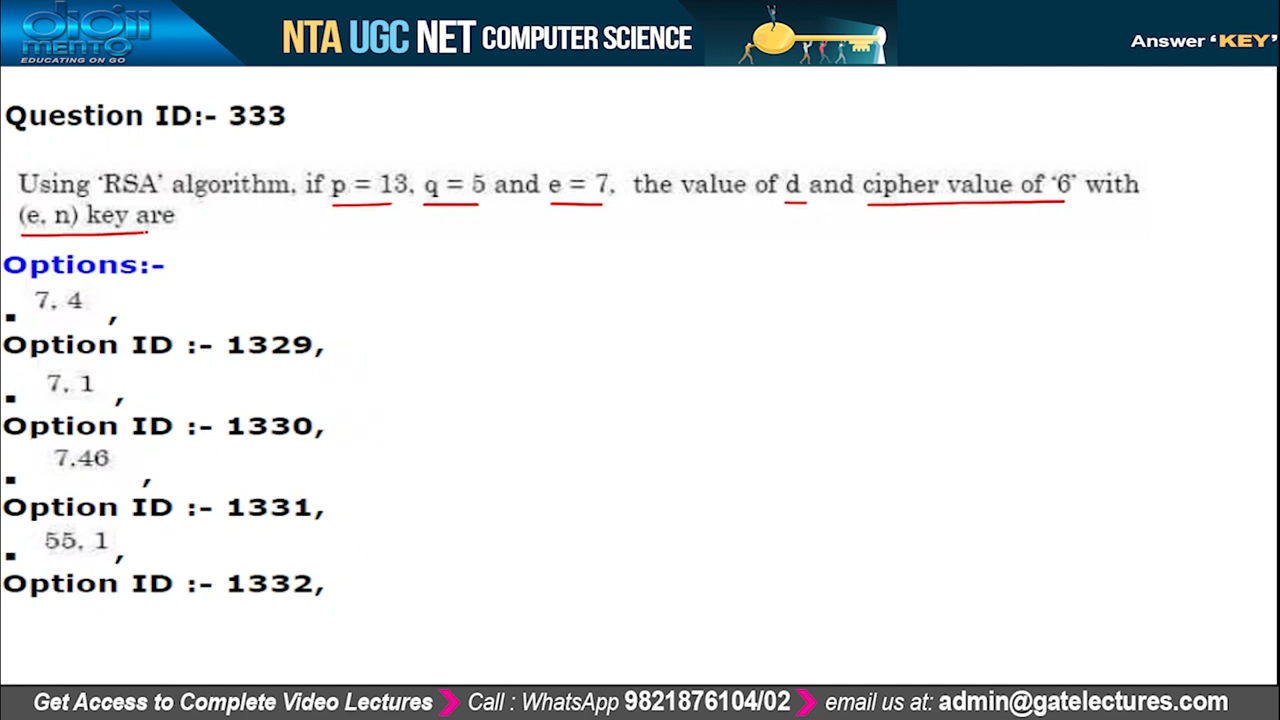 didji
MENTO
EDUCATING ON GO
NTA UGC NET COMPUTER SCIENCE
Answer ‘KEY’
Question ID:- 333
Using ‘RSA’ algorithm, if p = 13, q = 5 and e = 7, the value of d and cipher value of ‘6’ with
(e, n) key are
Options:-
7, 4
,
Option ID :- 1329,
7, 1
,
Option ID :- 1330,
7,46
,
Option ID :- 1331,
55, 1
,
Option ID :- 1332,
Get Access to Complete Video Lectures Call : WhatsApp 9821876104/02 email us at: admin@gatelectures.com